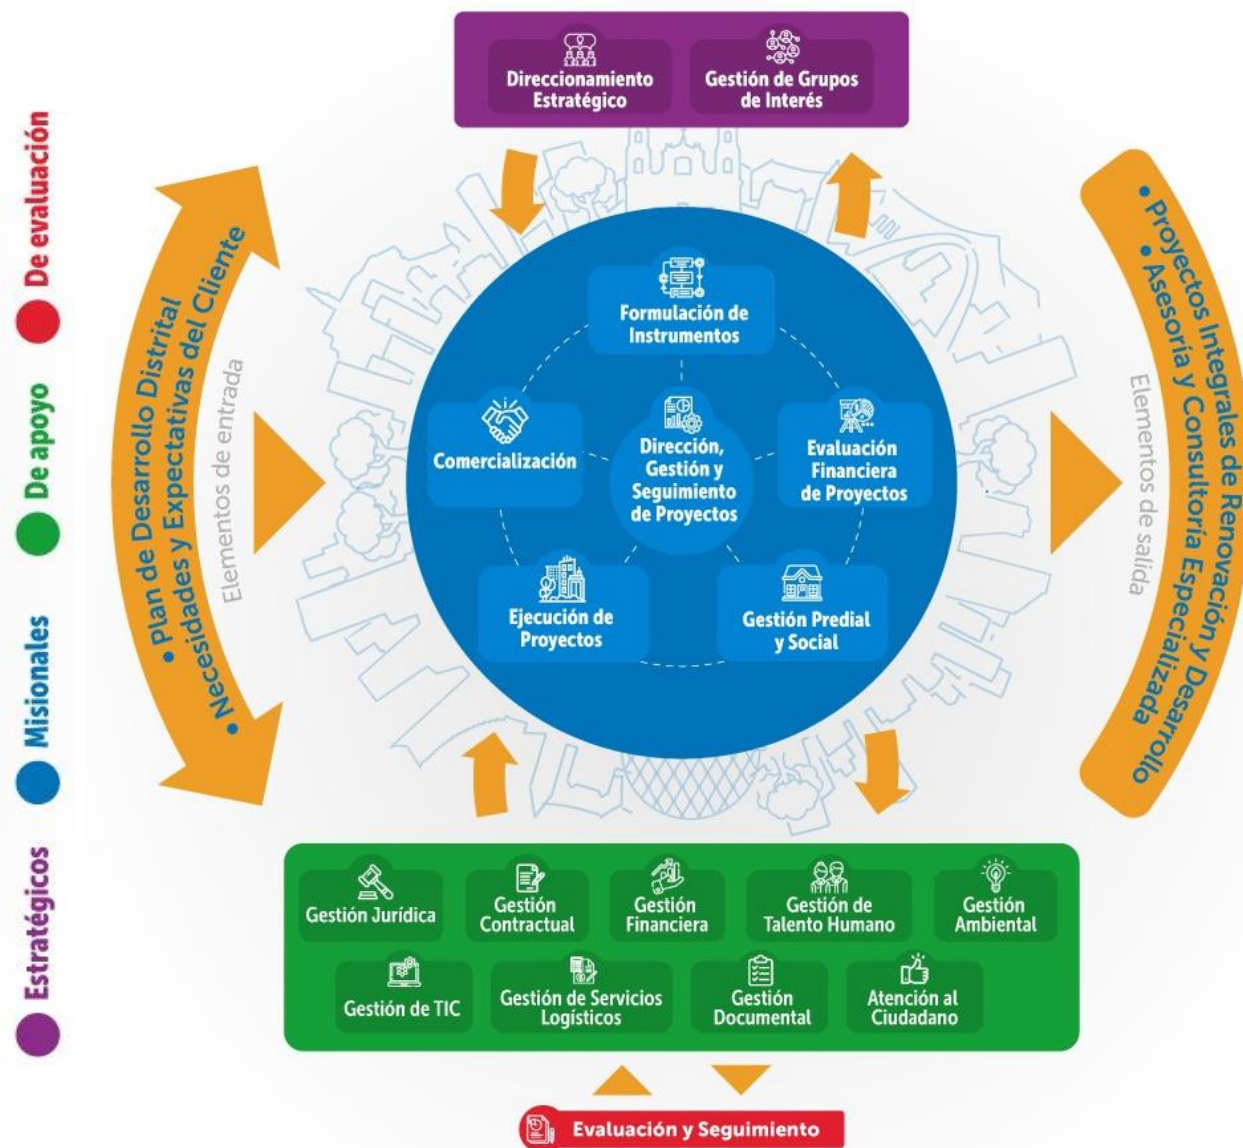 Direccionamiento
Estratégico
Gestión de Grupos
de Interés
De evaluación
De apoyo
Misionales
Estratégicos
• Plan de Desarrollo Distrital
• Necesidades y Expectativas del Cliente
Elementos de entrada
Formulación de
Instrumentos
Comercialización
Dirección,
Gestión y
Seguimiento
de Proyectos
Evaluación
Financiera
de Proyectos
Ejecución de
Proyectos
Gestión Predial
y Social
Elementos de salida
• Proyectos Integrales de Renovación y Desarrollo
• Asesoría y Consultoría Especializada
Gestión Jurídica
Gestión
Contractual
Gestión
Financiera
Gestión de
Talento Humano
Gestión
Ambiental
Gestión de TIC
Gestión de Servicios
Logísticos
Gestión
Documental
Atención al
Ciudadano
Evaluación y Seguimiento